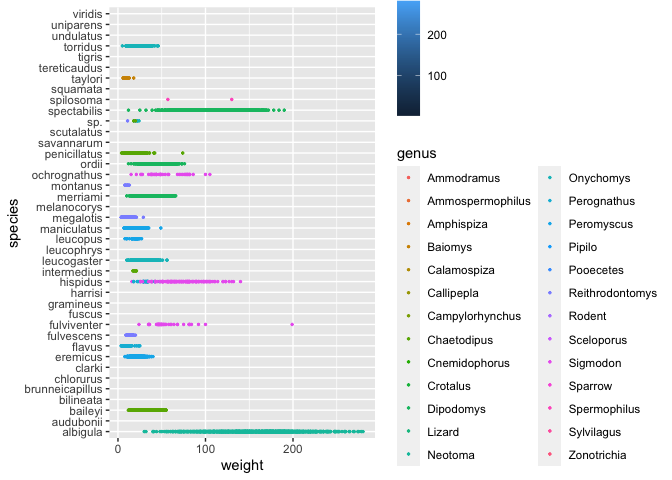 viridis
uniparens
undulatus
torridus
tigris
tereticaudus
taylori
squamata
spilosoma
spectabilis
sp.
scutalatus
savannarum
penicillatus
ordii
ochrognathus
montanus
merriami
melanocorys
megalotis
maniculatus
leucopus
leucophrys
leucogaster
intermedius
hispidus
harrisi
gramineus
fuscus
fulviventer
fulvescens
flavus
eremicus
clarki
chlorurus
brunneicapillus
bilineata
baileyi
audubonii
albigula
species
0 100 200
weight
200
100
genus
Ammodramus
Ammospermophilus
Amphispiza
Baiomys
Calamospiza
Callipepla
Campylorhynchus
Chaetodipus
Cnemidophorus
Crotalus
Dipodomys
Lizard
Neotoma
Onychomys
Perognathus
Peromyscus
Pipilo
Pooecetes
Reithrodontomys
Rodent
Sceloporus
Sigmodon
Sparrow
Spermophilus
Sylvilagus
Zonotrichia